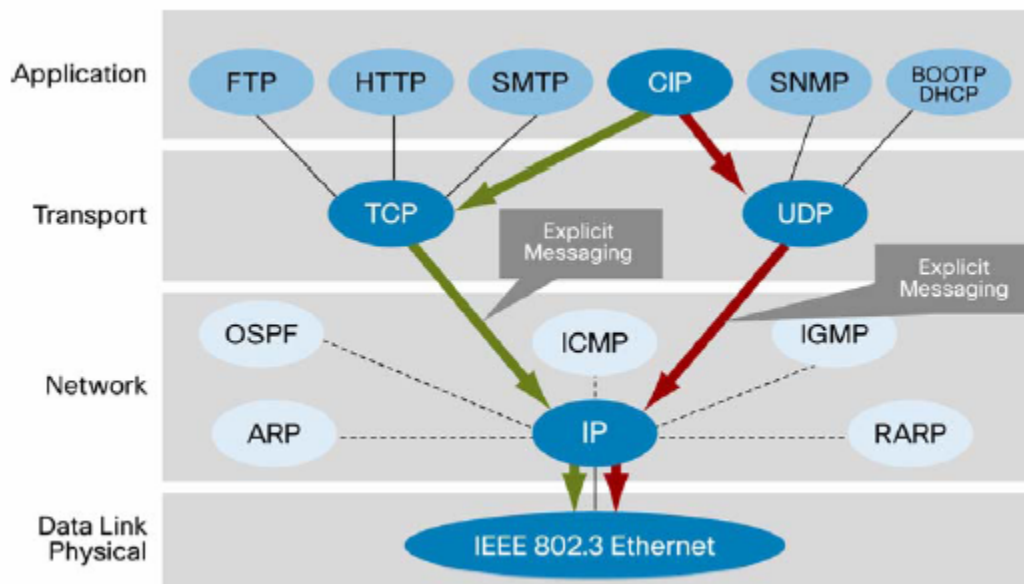 Application
FTP
HTTP
SMTP
CIP
SNMP
BOOTP
DHCP
Transport
TCP
UDP
Explicit
Messaging
Explicit
Messaging
Network
OSPF
ICMP
IGMP
ARP
IP
RARP
Data Link
Physical
IEEE 802.3 Ethernet